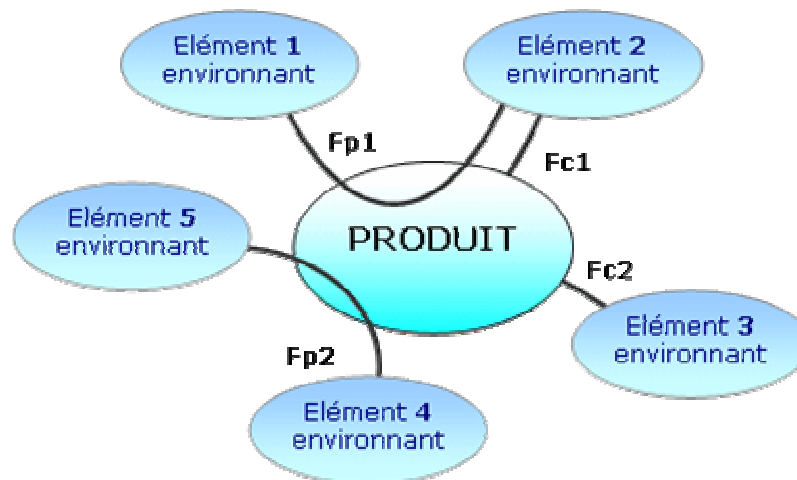 Elément 1
environnant
Elément 2
environnant
Fp1
Fc1
Elément 5
environnant
PRODUIT
Fc2
Elément 3
environnant
Fp2
Elément 4
environnant